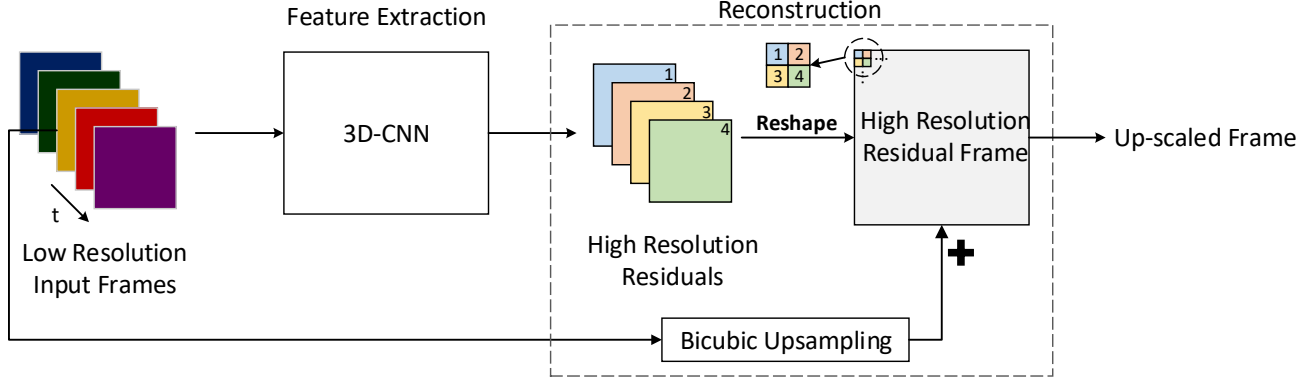 Feature Extraction
Reconstruction
t
Low Resolution
Input Frames
3D-CNN
1
2
3
4
High Resolution
Residuals
Reshape
1 2
3 4
High Resolution
Residual Frame
Up-scaled Frame
Bicubic Upsampling